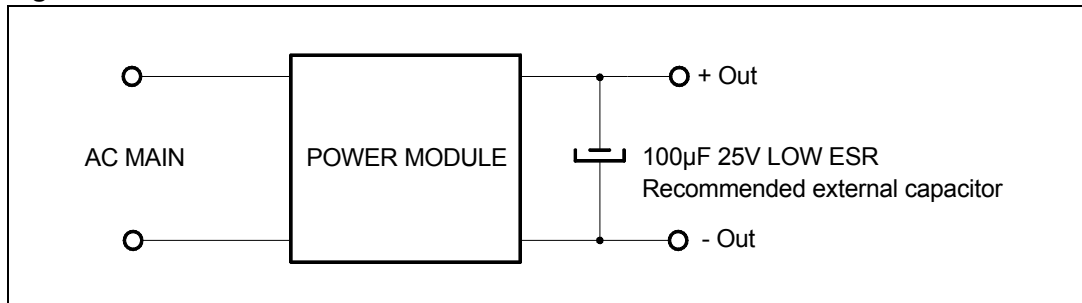 + Out
AC MAIN
POWER MODULE
100µF 25V LOW ESR
Recommended external capacitor
- Out